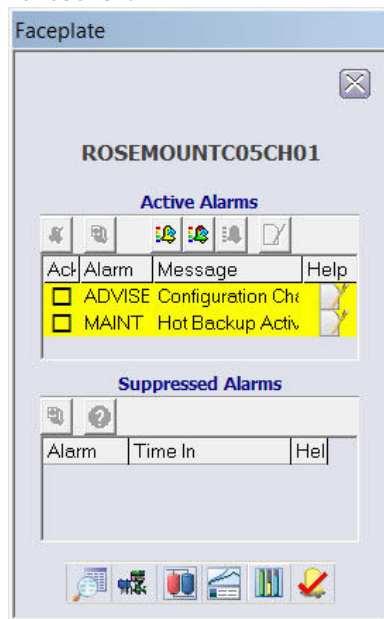 Faceplate
ROSEMOUNTC05CH01
Active Alarms
Ack Alarm Message Help
ADVISE Configuration Cha
MAINT Hot Backup Activ
Suppressed Alarms
Alarm Time In Hel